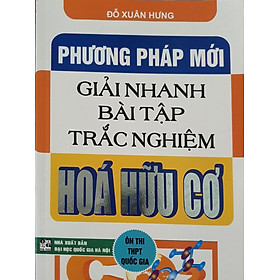 ĐỖ XUÂN HƯNG
PHƯƠNG PHÁP MỚI
GIẢI NHANH
BÀI TẬP
TRẮC NGHIỆM
HOÁ HỮU CƠ
NHÀ XUẤT BẢN
ĐẠI HỌC QUỐC GIA HÀ NỘI
ÔN THI
THPT
QUỐC GIA